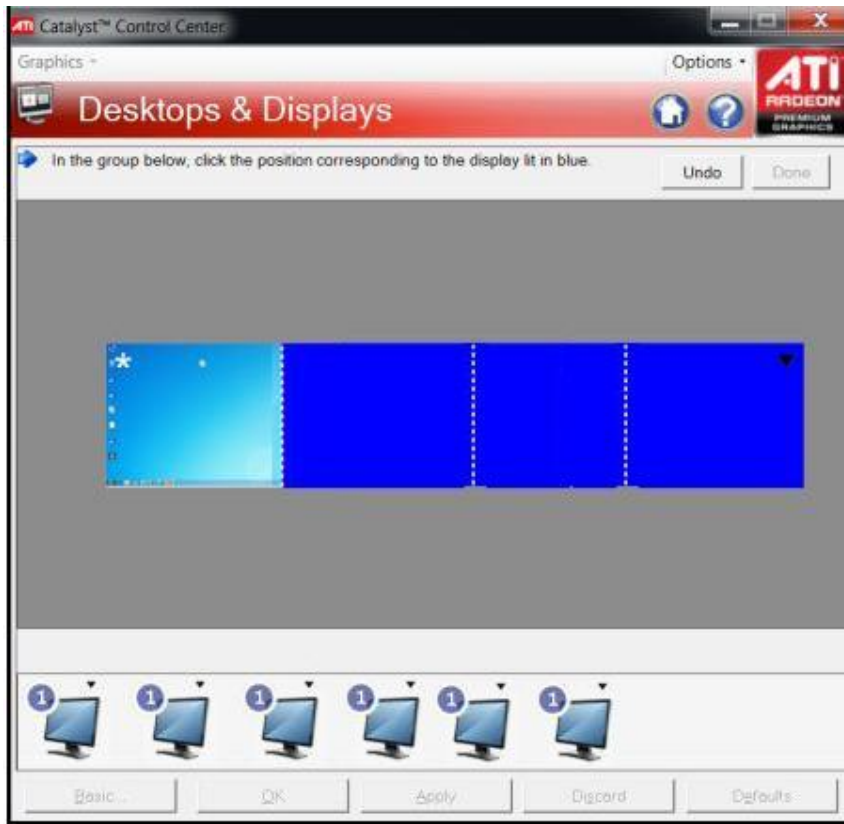 ATI Catalyst™ Control Center
Graphics
Options
Desktops & Displays
ATI
RADEON
PREMIUM
GRAPHICS
In the group below, click the position corresponding to the display lit in blue.
Undo
Done
*
1 1 1 1 1 1
Basic...
OK
Apply
Discard
Defaults